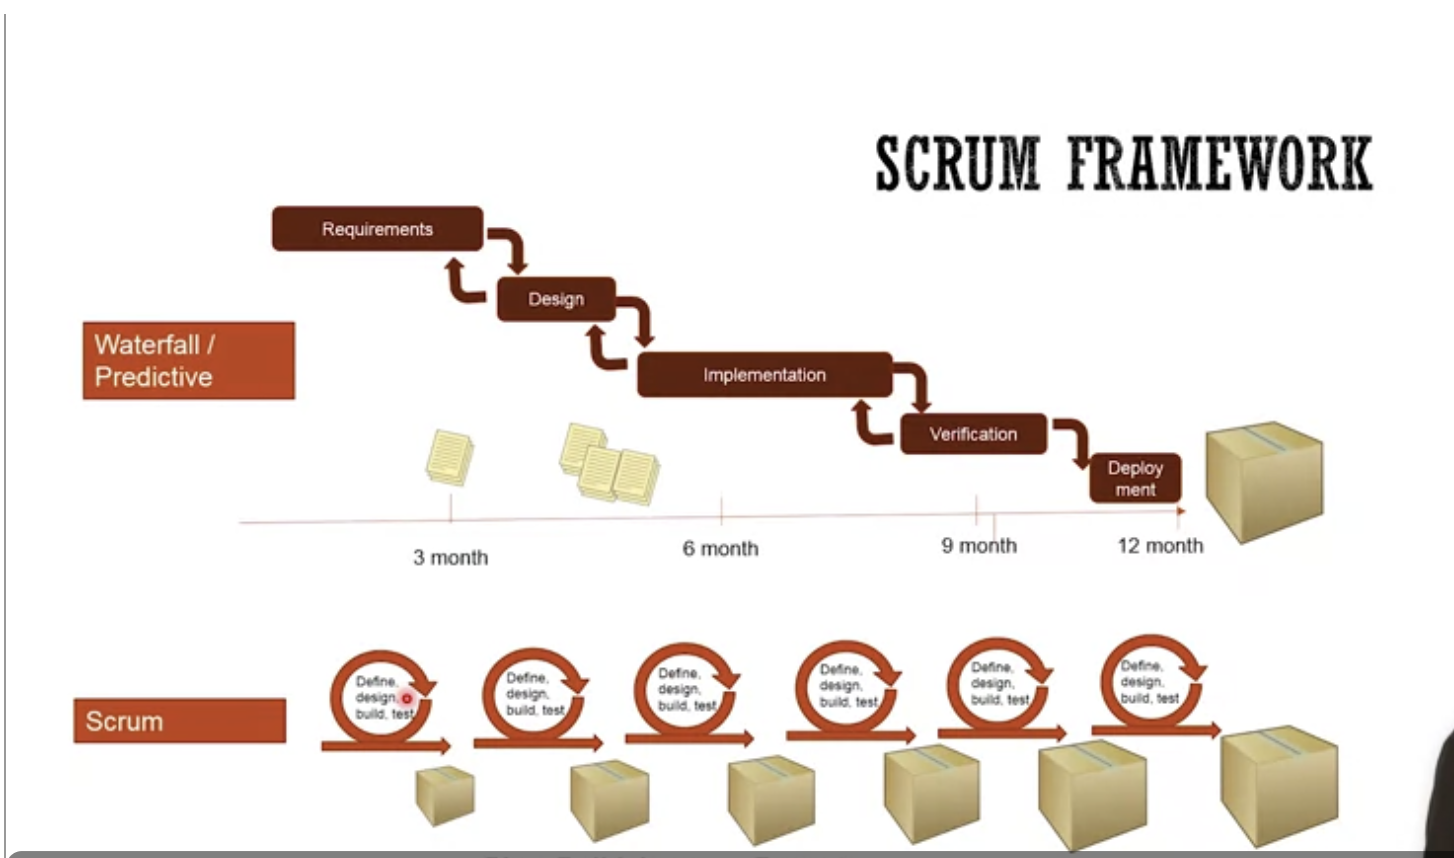 SCRUM FRAMEWORK
Requirements
Design
Waterfall /
Predictive
Implementation
Verification
Deploy
ment
3 month
6 month
9 month
12 month
Scrum
Define,
design,
build, test
Define,
design,
build, test
Define,
design,
build, test
Define,
design,
build, test
Define,
design,
build, test
Define,
design,
build, test